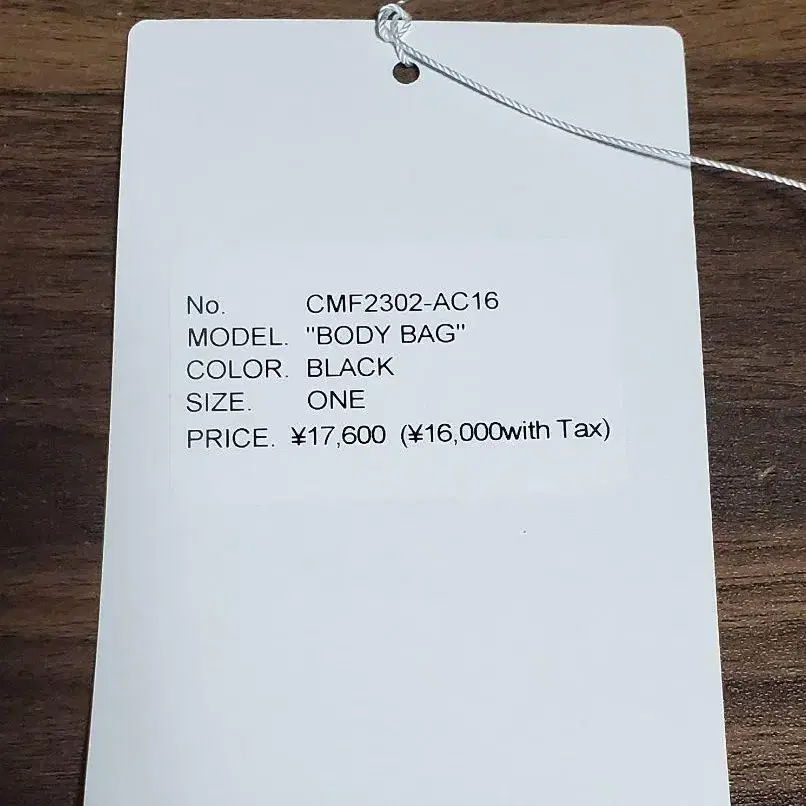 No. CMF2302-AC16
MODEL. "BODY BAG"
COLOR. BLACK
SIZE. ONE
PRICE. ¥17,600 (¥16,000with Tax)